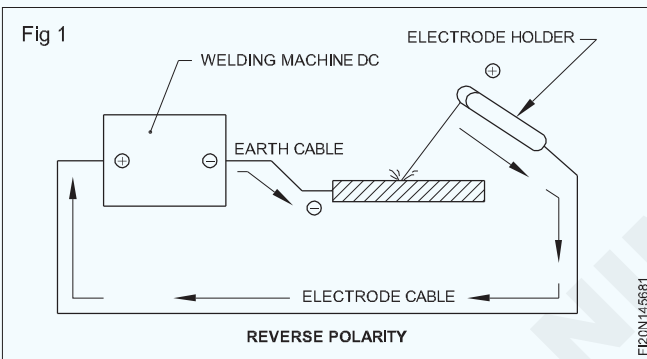 Fig 1
WELDING MACHINE DC
ELECTRODE HOLDER
⊕
⊕ ⊖
EARTH CABLE
⊖
ELECTRODE CABLE
REVERSE POLARITY
FI20N145681